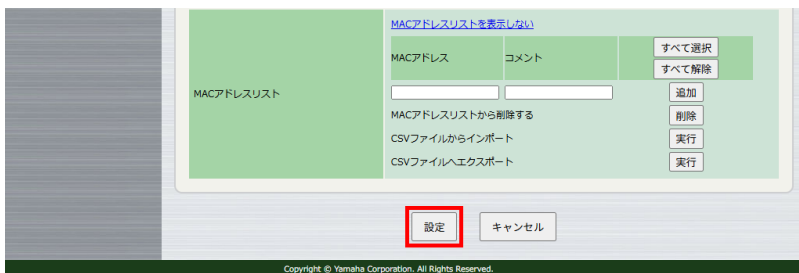 MACアドレスリストを表示しない
MACアドレス コメント すべて選択
すべて解除
MACアドレスリスト 追加
MACアドレスリストから削除する 削除
CSVファイルからインポート 実行
CSVファイルへエクスポート 実行
設定 キャンセル
Copyright © Yamaha Corporation. All Rights Reserved.